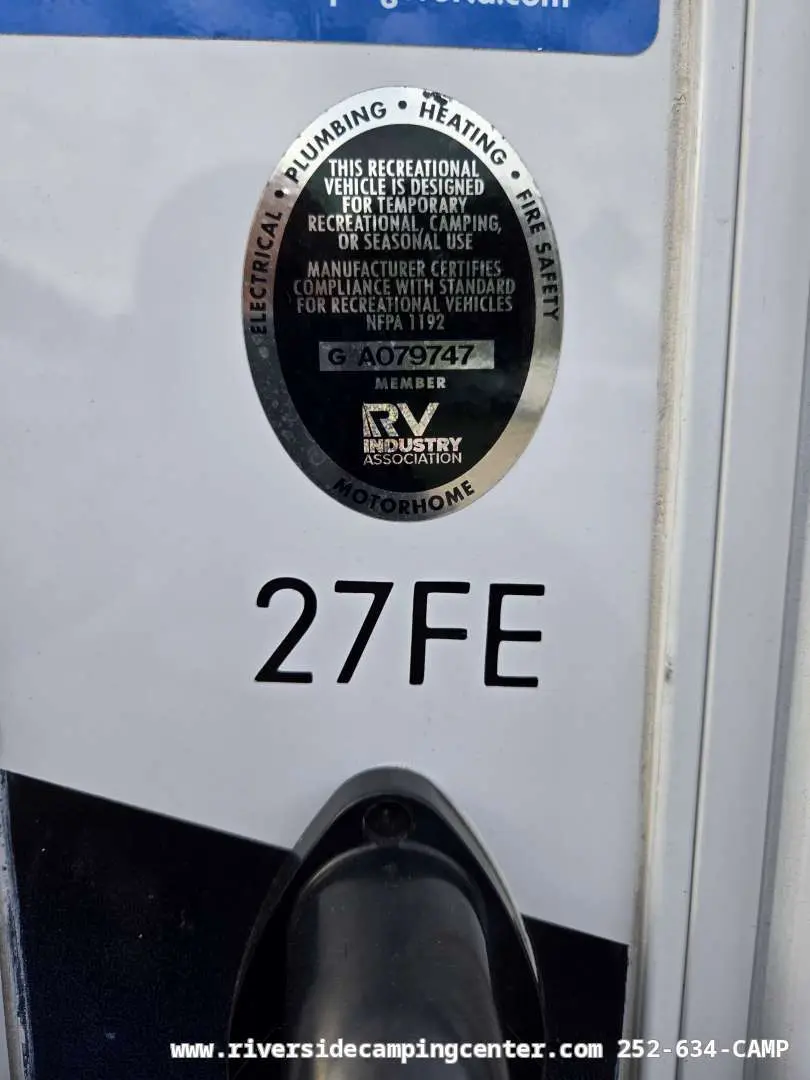 ELECTRICAL • PLUMBING • HEATING • FIRE SAFETY
THIS RECREATIONAL
VEHICLE IS DESIGNED
FOR TEMPORARY
RECREATIONAL, CAMPING,
OR SEASONAL USE
MANUFACTURER CERTIFIES
COMPLIANCE WITH STANDARD
FOR RECREATIONAL VEHICLES
NFPA 1192
G A079747
MEMBER
RV
INDUSTRY
ASSOCIATION
MOTORHOME
27FE
www.riversidecampingcenter.com 252-634-CAMP